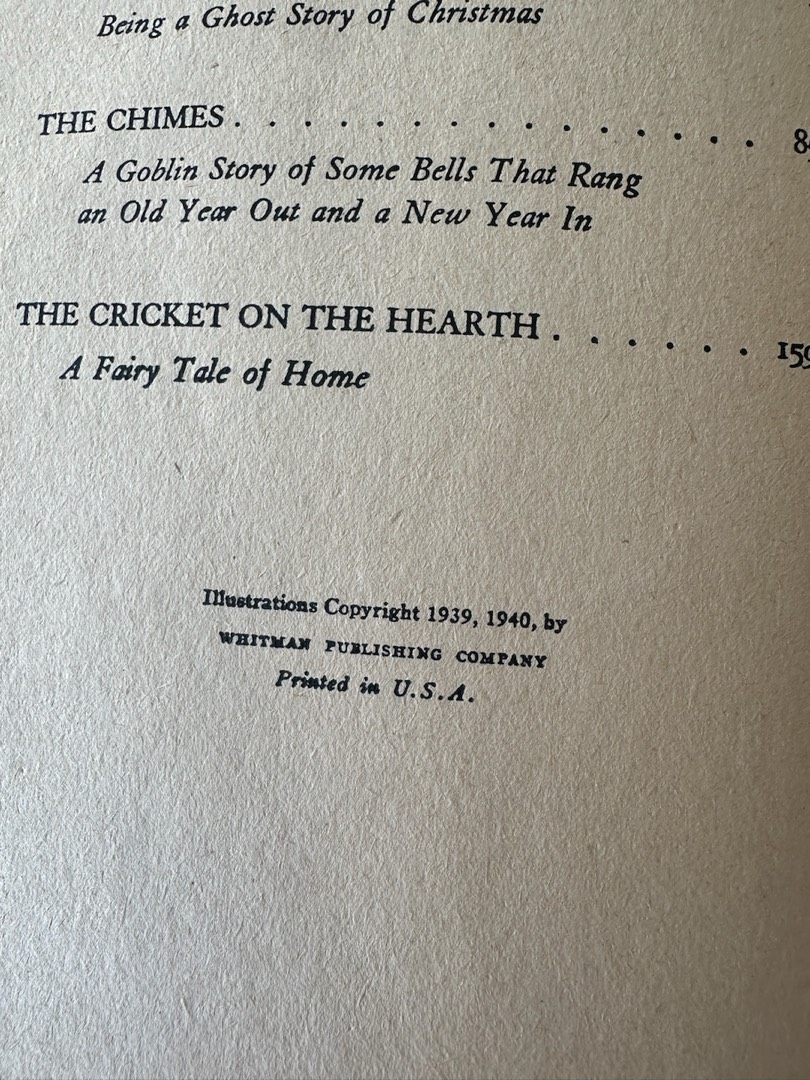 Being a Ghost Story of Christmas
THE CHIMES . . . . . . . . . . . . . . .
A Goblin Story of Some Bells That Rang
an Old Year Out and a New Year In
THE CRICKET ON THE HEARTH . . . . . . 159
A Fairy Tale of Home
Illustrations Copyright 1939, 1940, by
WHITMAN PUBLISHING COMPANY
Printed in U.S.A.